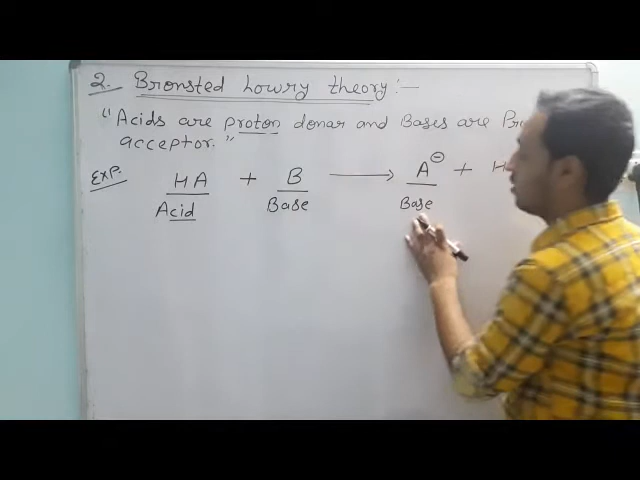 2. Bronsted Lowry theory :-
"Acids are proton donar and Bases are
acceptor."
Exp. HA + B ⟶ A⊖ + H
Acid Base Base